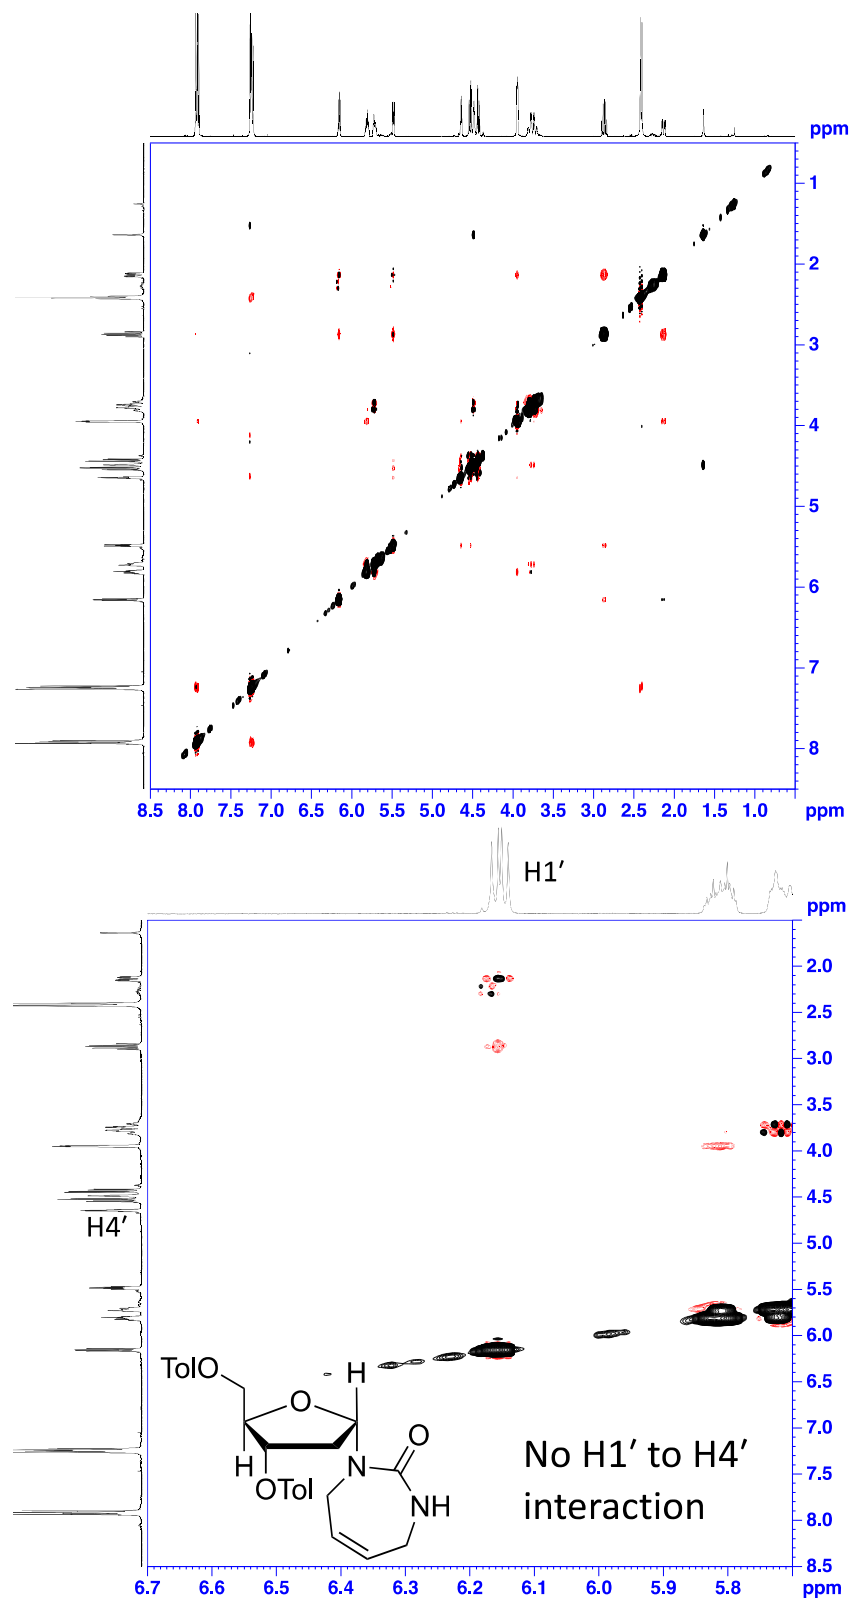 ppm
1
2
3
4
5
6
7
8
8.5 8.0 7.5 7.0 6.5 6.0 5.5 5.0 4.5 4.0 3.5 3.0 2.5 2.0 1.5 1.0 ppm
H1′
ppm
2.0
2.5
3.0
3.5
4.0
4.5
H4′
5.0
5.5
6.0
6.5
7.0
7.5
8.0
8.5
TolO
H
O
O
H
N
OTol
NH
No H1′ to H4′
interaction
6.7 6.6 6.5 6.4 6.3 6.2 6.1 6.0 5.9 5.8 ppm